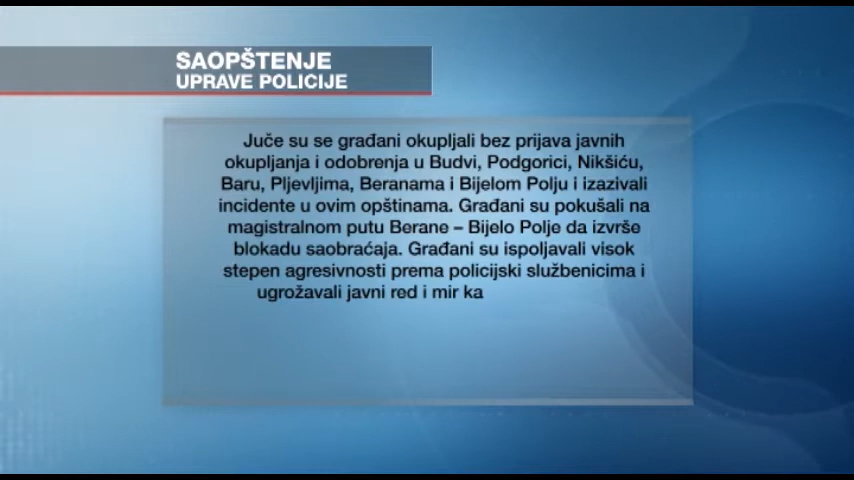 SAOPŠTENJE
UPRAVE POLICIJE
Juče su se građani okupljali bez prijava javnih
okupljanja i odobrenja u Budvi, Podgorici, Nikšiću,
Baru, Pljevljima, Beranama i Bijelom Polju i izazivali
incidente u ovim opštinama. Građani su pokušali na
magistralnom putu Berane – Bijelo Polje da izvrše
blokadu saobraćaja. Građani su ispoljavali visok
stepen agresivnosti prema policijski službenicima i
ugrožavali javni red i mir ka